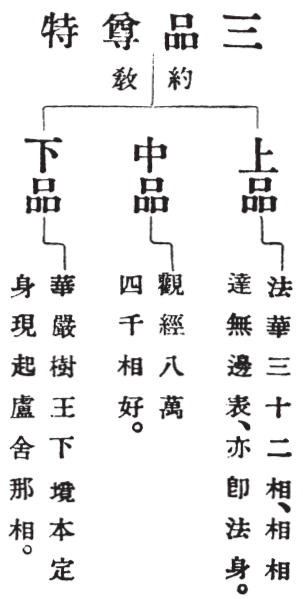 三品尊特
約教
上品
法華三十二相、相相
達無邊表、亦即法身。
中品
觀經八萬
四千相好。
下品
華嚴樹王下境本定
身現起盧舍那相。